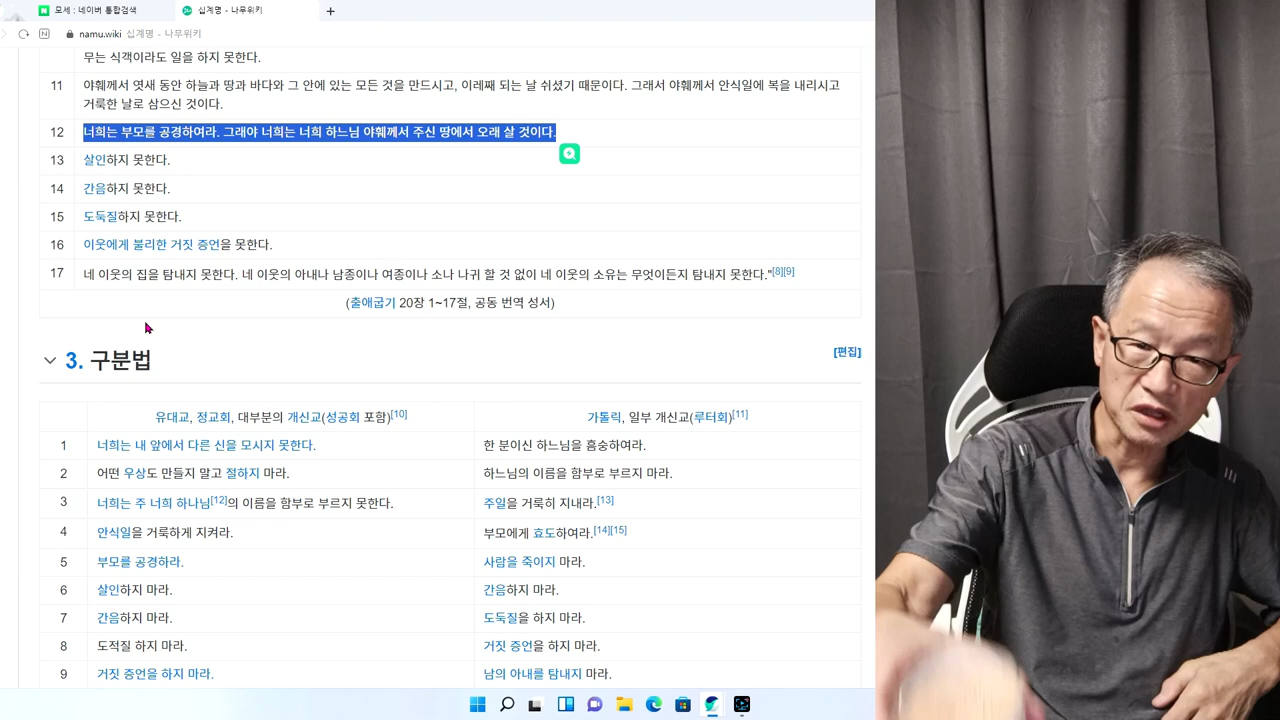 모세 : 네이버 통합검색
십계명 - 나무위키
namu.wiki 십계명 - 나무위키
무는 식객이라도 일을 하지 못한다.
11 야훼께서 엿새 동안 하늘과 땅과 바다와 그 안에 있는 모든 것을 만드시고, 이레째 되는 날 쉬셨기 때문이다. 그래서 야훼께서 안식일에 복을 내리시고
거룩한 날로 삼으신 것이다.
12 너희는 부모를 공경하여라. 그래야 너희는 너희 하느님 야훼께서 주신 땅에서 오래 살 것이다.
13 살인하지 못한다.
14 간음하지 못한다.
15 도둑질하지 못한다.
16 이웃에게 불리한 거짓 증언을 못한다.
17 네 이웃의 집을 탐내지 못한다. 네 이웃의 아내나 남종이나 여종이나 소나 나귀 할 것 없이 네 이웃의 소유는 무엇이든지 탐내지 못한다."[8][9]
(출애굽기 20장 1~17절, 공동 번역 성서)
3. 구분법 [편집]
유대교, 정교회, 대부분의 개신교(성공회 포함)[10] 가톨릭, 일부 개신교(루터회)[11]
1 너희는 내 앞에서 다른 신을 모시지 못한다. 한 분이신 하느님을 흠숭하여라.
2 어떤 우상도 만들지 말고 절하지 마라. 하느님의 이름을 함부로 부르지 마라.
3 너희는 주 너희 하나님[12]의 이름을 함부로 부르지 못한다. 주일을 거룩히 지내라.[13]
4 안식일을 거룩하게 지켜라. 부모에게 효도하여라.[14][15]
5 부모를 공경하라. 사람을 죽이지 마라.
6 살인하지 마라. 간음하지 마라.
7 간음하지 마라. 도둑질을 하지 마라.
8 도적질 하지 마라. 거짓 증언을 하지 마라.
9 거짓 증언을 하지 마라. 남의 아내를 탐내지 마라.